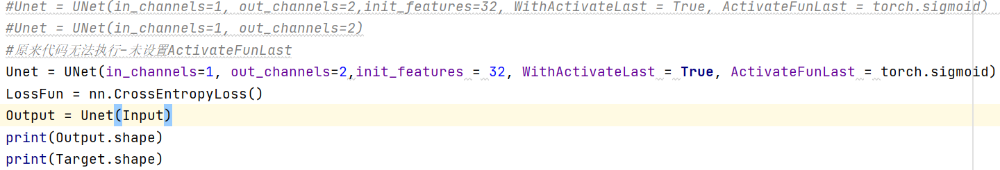 #Unet = UNet(in_channels=1, out_channels=2,init_features=32, WithActivateLast = True, ActivateFunLast = torch.sigmoid)
#Unet = UNet(in_channels=1, out_channels=2)
#原来代码无法执行-未设置ActivateFunLast
Unet = UNet(in_channels=1, out_channels=2,init_features = 32, WithActivateLast = True, ActivateFunLast = torch.sigmoid)
LossFun = nn.CrossEntropyLoss()
Output = Unet(Input)
print(Output.shape)
print(Target.shape)